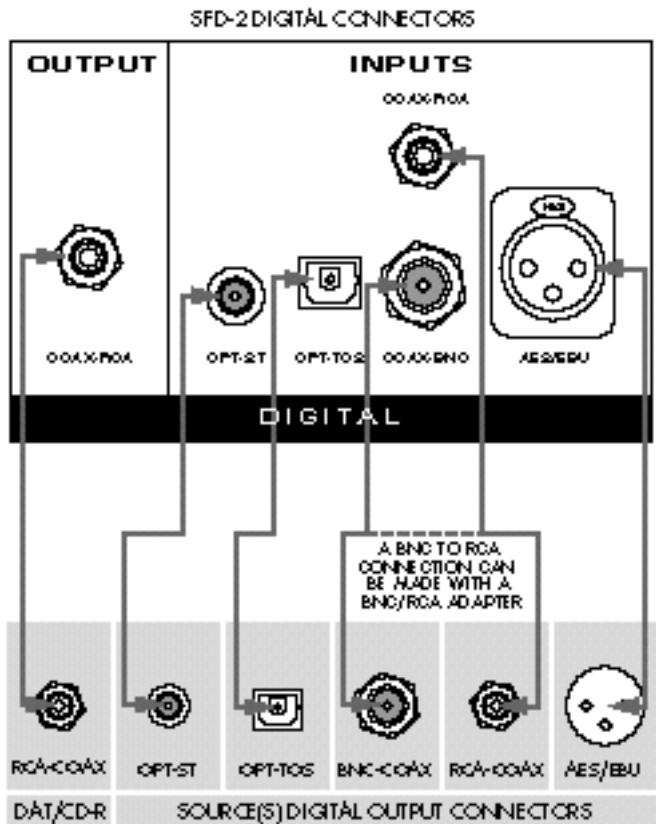 SFD-2 DIGITAL CONNECTORS
OUTPUT
INPUTS
COAX-RCA
COAX-RCA
OPT-ST
OPT-TOS
COAX-BNC
AES/EBU
DIGITAL
A BNC TO RCA
CONNECTION CAN
BE MADE WITH A
BNC/RCA ADAPTER
RCA-COAX
OPT-ST
OPT-TOS
BNC-COAX
RCA-COAX
AES/EBU
DAT/CD-R
SOURCE(S) DIGITAL OUTPUT CONNECTORS